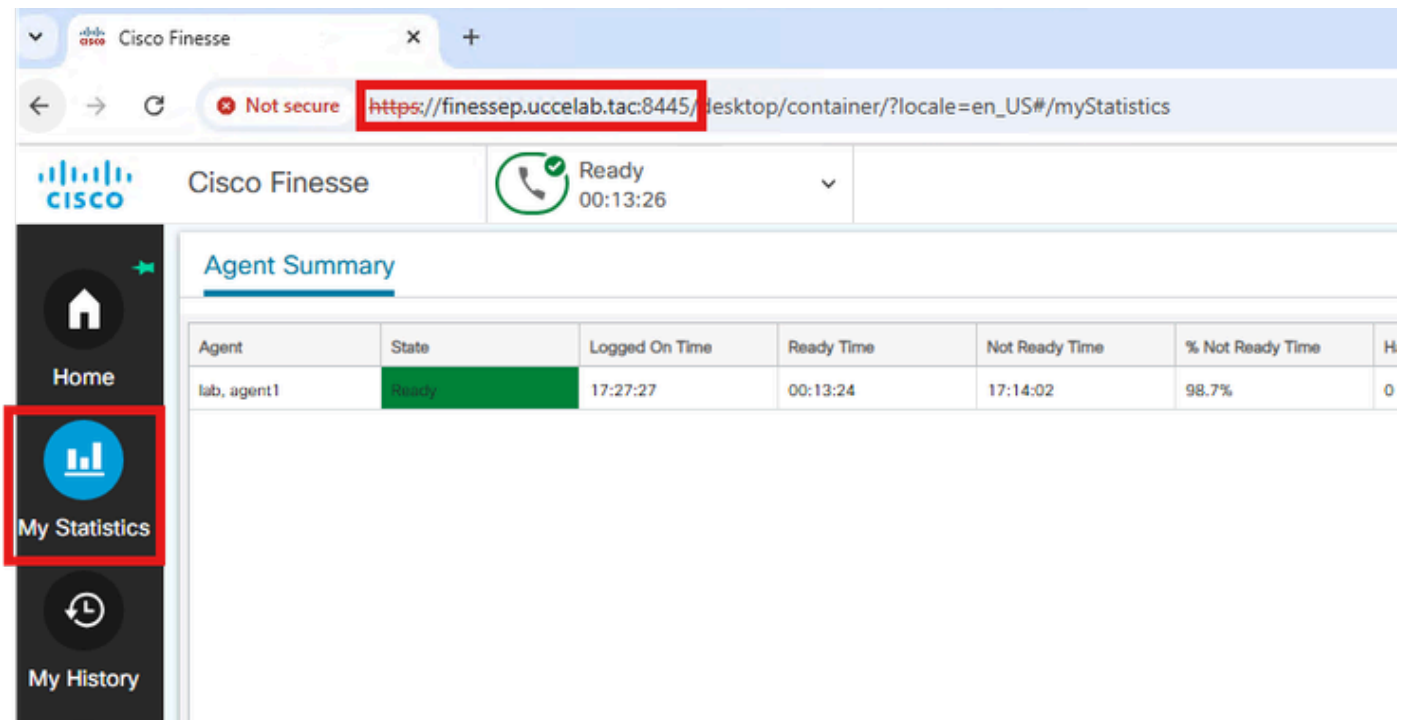 Cisco Finesse
Not secure https://finessep.uccelab.tac:8445/desktop/container/?locale=en_US#/myStatistics
CISCO Cisco Finesse Ready
00:13:26
Agent Summary
Agent State Logged On Time Ready Time Not Ready Time % Not Ready Time
lab, agent1 Ready 17:27:27 00:13:24 17:14:02 98.7% 0
Home
My Statistics
My History